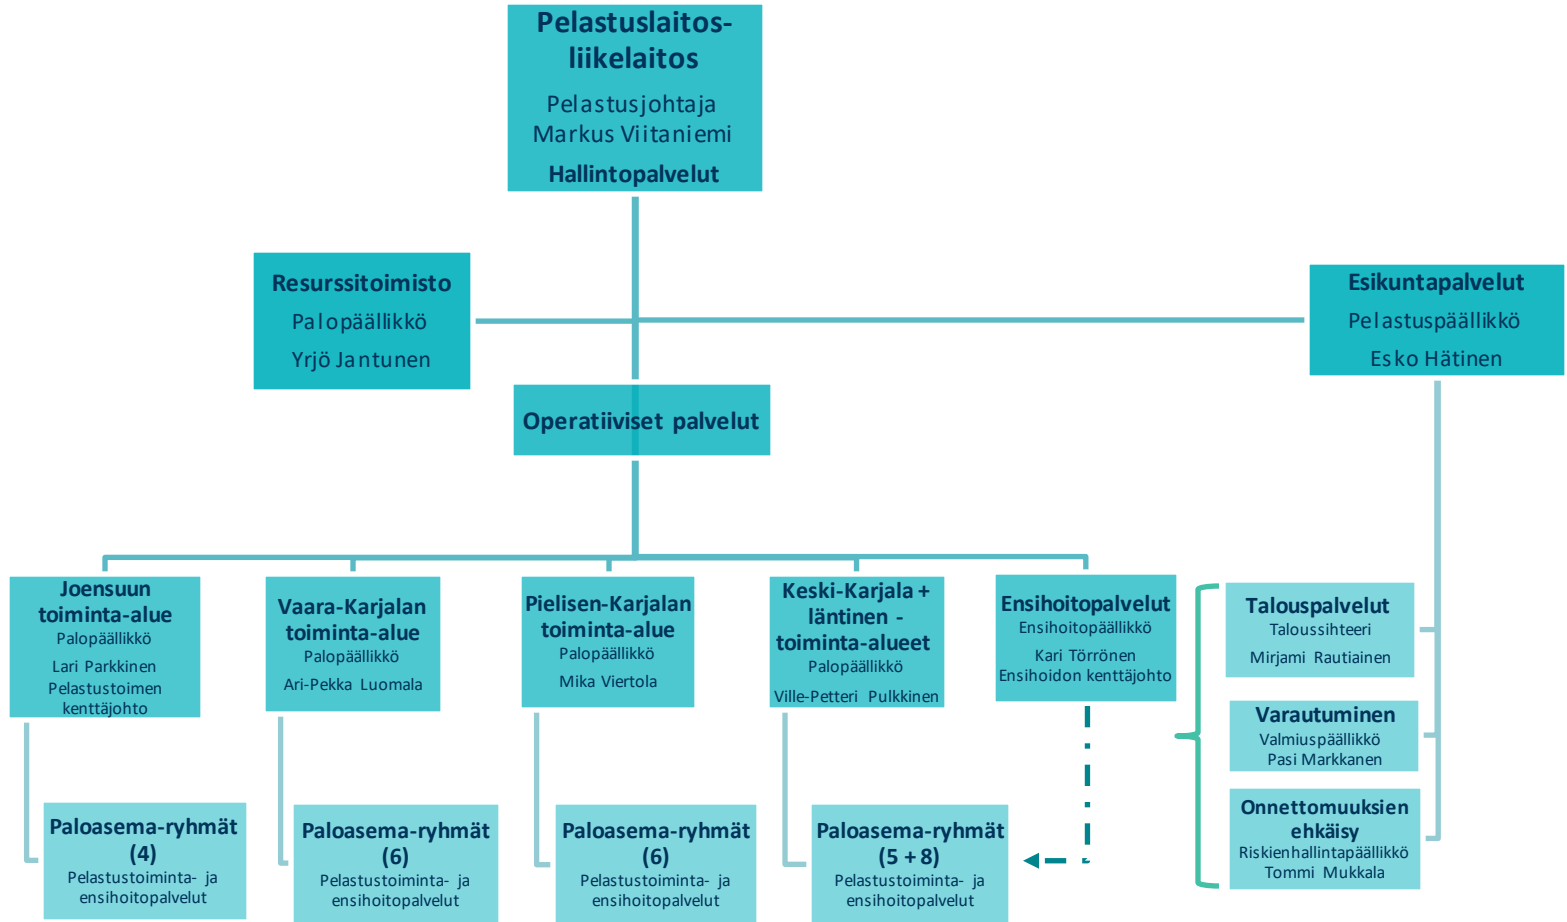 Pelastuslaitos-
liikelaitos
Pelastusjohtaja
Markus Viitaniemi
Hallintopalvelut
Resurssitoimisto
Palopäällikkö
Yrjö Jantunen
Esikuntapalvelut
Pelastuspäällikkö
Esko Hätinen
Operatiiviset palvelut
Joensuun
toiminta-alue
Palopäällikkö
Lari Parkkinen
Pelastustoimen
kenttäjohto
Vaara-Karjalan
toiminta-alue
Palopäällikkö
Ari-Pekka Luomala
Pielisen-Karjalan
toiminta-alue
Palopäällikkö
Mika Viertola
Keski-Karjala +
läntinen -
toiminta-alueet
Palopäällikkö
Ville-Petteri Pulkkinen
Ensihoitopalvelut
Ensihoitopäällikkö
Kari Törrönen
Ensihoidon kenttäjohto
Talouspalvelut
Taloussihteeri
Mirjami Rautiainen
Varautuminen
Valmiuspäällikkö
Pasi Markkanen
Onnettomuuksien
ehkäisy
Riskienhallintapäällikkö
Tommi Mukkala
Paloasema-ryhmät
(4)
Pelastustoiminta- ja
ensihoitopalvelut
Paloasema-ryhmät
(6)
Pelastustoiminta- ja
ensihoitopalvelut
Paloasema-ryhmät
(6)
Pelastustoiminta- ja
ensihoitopalvelut
Paloasema-ryhmät
(5 + 8)
Pelastustoiminta- ja
ensihoitopalvelut